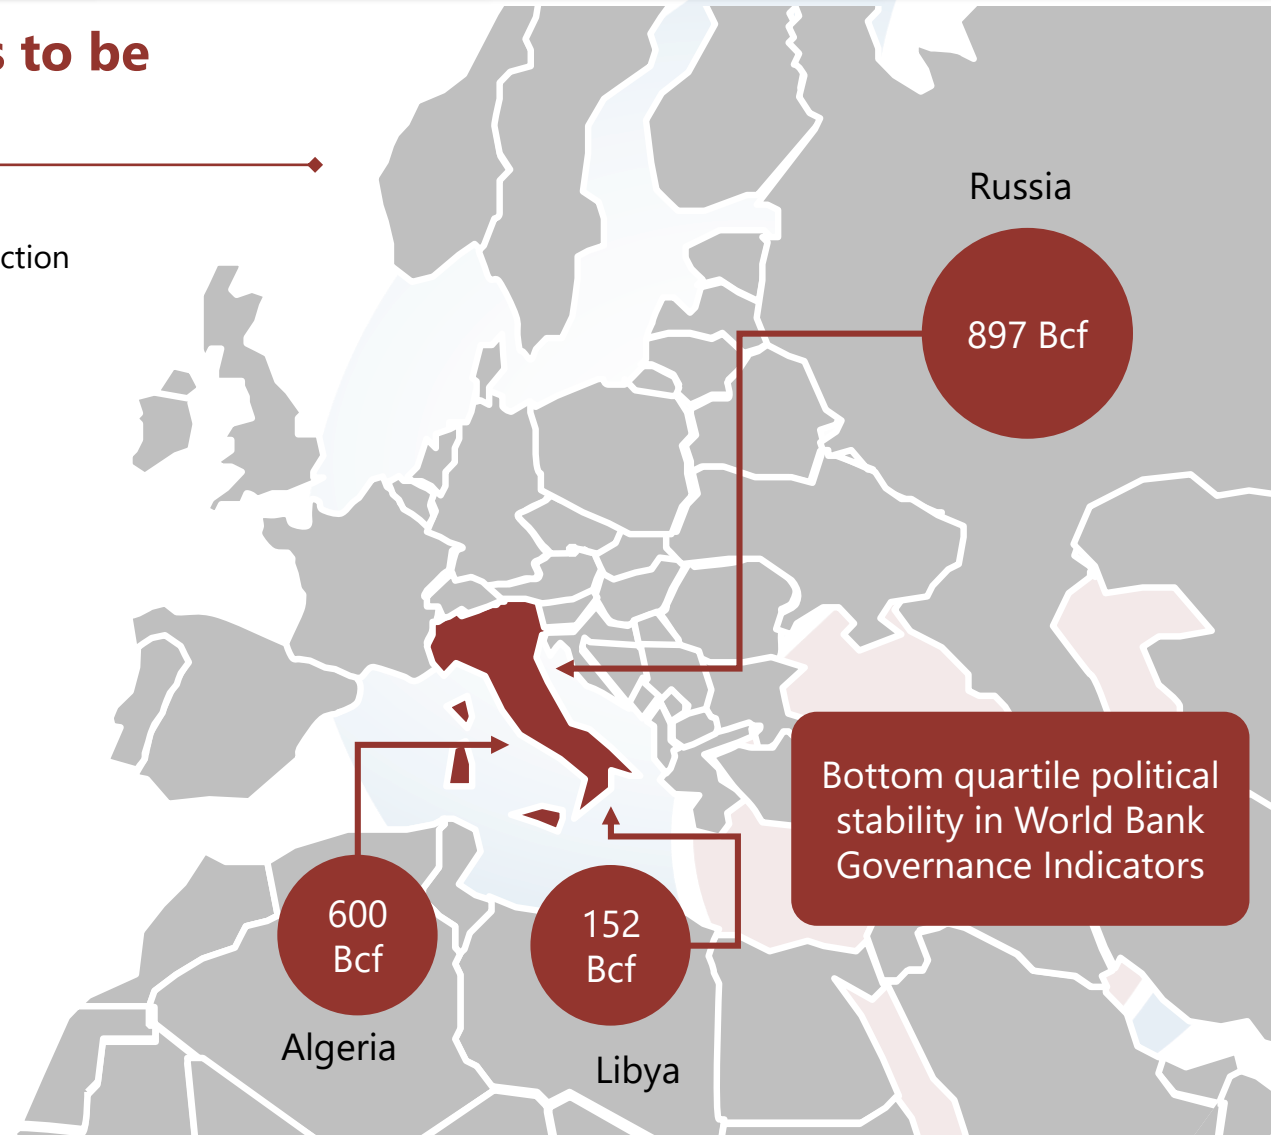 s to be
ction
Russia
897 Bcf
Bottom quartile political
stability in World Bank
Governance Indicators
600
Bcf
152
Bcf
Algeria
Libya